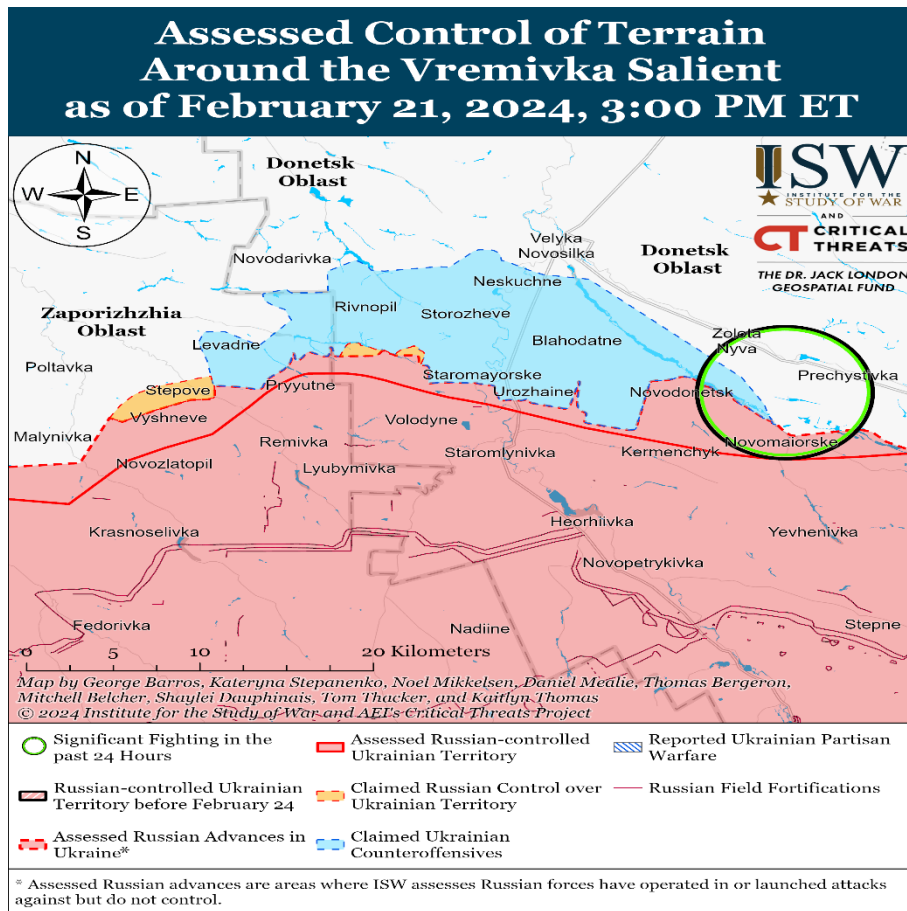 Assessed Control of Terrain
Around the Vremivka Salient
as of February 21, 2024, 3:00 PM ET
N
W E
S
Donetsk
Oblast
ISW
INSTITUTE FOR THE
STUDY OF WAR
AND
CT CRITICAL
THREATS
THE DR. JACK LONDON
GEOSPATIAL FUND
Velyka
Novosilka
Donetsk
Oblast
Novodarivka
Neskuchne
Rivnopil
Storozheve
Zaporizhzhia
Oblast
Levadne
Blahodatne
Zolota
Nyva
Poltavka
Prechystivka
Staromayorske
Stepove
Pryyutne
Urozhaine
Novodonetsk
Vyshneve
Volodyne
Malynivka
Remivka
Novomaiorske
Staromlynivka
Kermenchyk
Novozlatopil
Lyubymivka
Heorhiivka
Krasnoselivka
Yevhenivka
Novopetrykivka
Fedorivka
Nadiine
Stepne
0 5 10 20 Kilometers
Map by George Barros, Kateryna Stepanenko, Noel Mikkelsen, Daniel Mealie, Thomas Bergeron,
Mitchell Belcher, Shaylei Dauphinais, Tom Thacker, and Kaitlyn Thomas
© 2024 Institute for the Study of War and AEI's Critical Threats Project
Significant Fighting in the
past 24 Hours
Assessed Russian-controlled
Ukrainian Territory
Reported Ukrainian Partisan
Warfare
Russian-controlled Ukrainian
Territory before February 24
Claimed Russian Control over
Ukrainian Territory
Russian Field Fortifications
Assessed Russian Advances in
Ukraine*
Claimed Ukrainian
Counteroffensives
* Assessed Russian advances are areas where ISW assesses Russian forces have operated in or launched attacks
against but do not control.